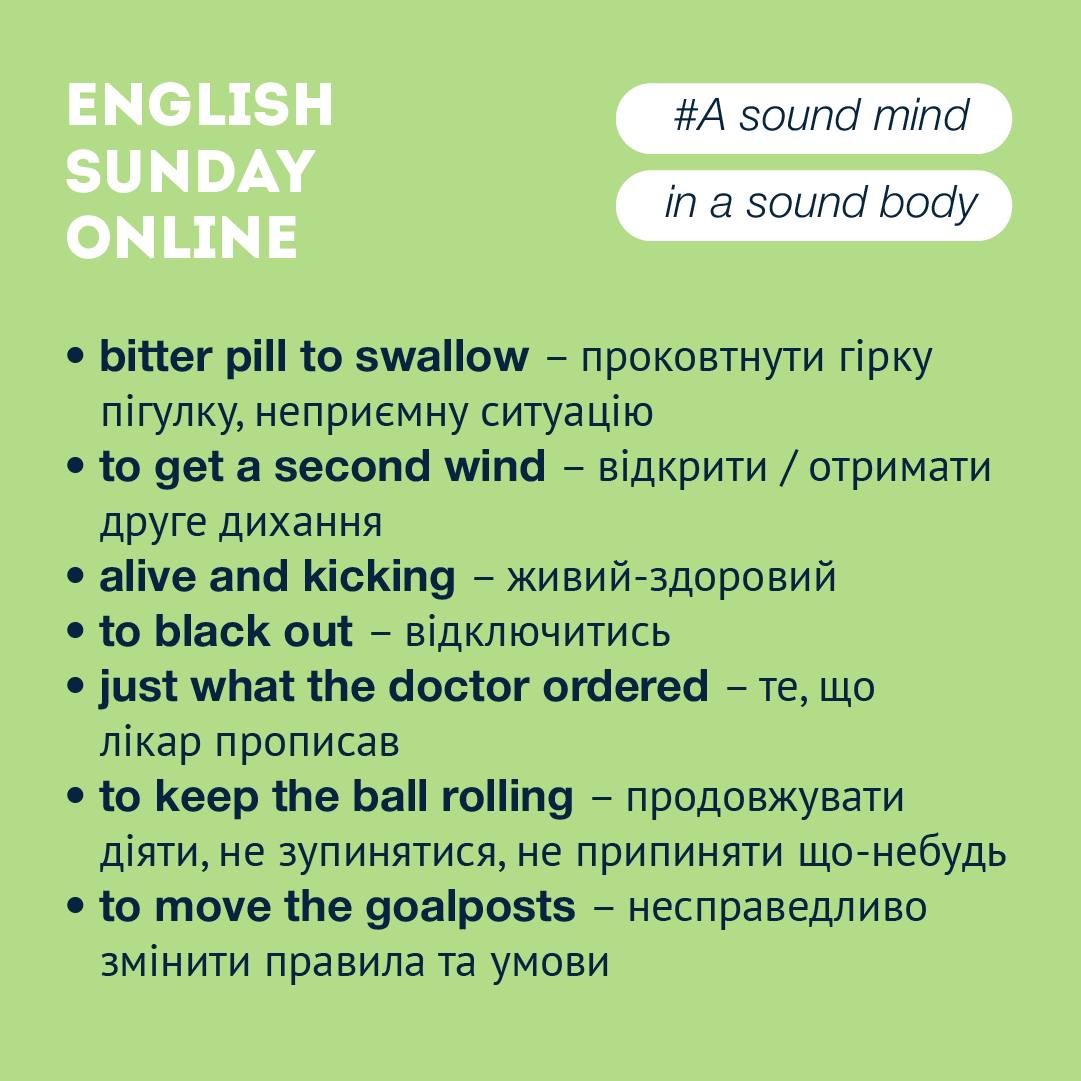 ENGLISH
SUNDAY
ONLINE
#A sound mind
in a sound body
• bitter pill to swallow – проковтнути гірку
пігулку, неприємну ситуацію
• to get a second wind – відкрити / отримати
друге дихання
• alive and kicking – живий-здоровий
• to black out – відключитись
• just what the doctor ordered – те, що
лікар прописав
• to keep the ball rolling – продовжувати
діяти, не зупинятися, не припиняти що-небудь
• to move the goalposts – несправедливо
змінити правила та умови